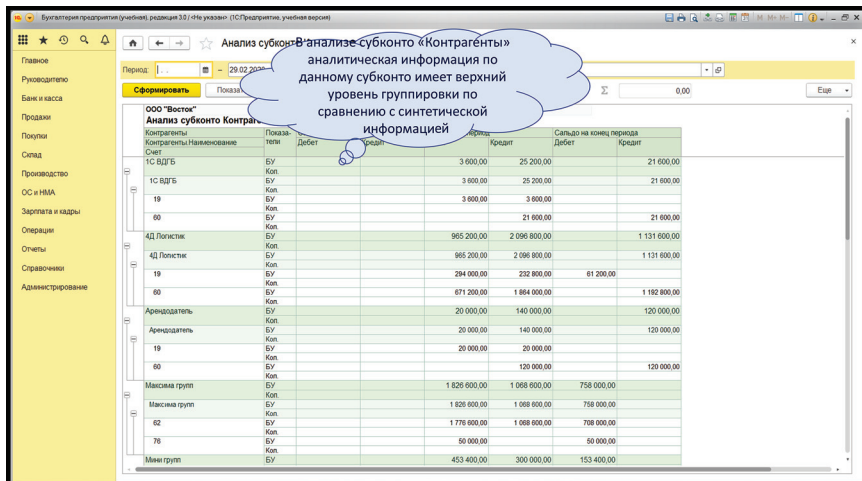 Бухгалтерия предприятия (учебная), редакция 3.0 / <Не указан> (1С:Предприятие, учебная версия)
M M+ M-
Главное
Руководителю
Банк и касса
Продажи
Покупки
Склад
Производство
ОС и НМА
Зарплата и кадры
Операции
Отчеты
Справочники
Администрирование
Анализ субконт
В анализе субконто «Контрагенты»
аналитическая информация по
данному субконто имеет верхний
уровень группировки по
сравнению с синтетической
информацией
Период: . . – 29.02.20
Сформировать Показа Σ 0,00 Еще
ООО "Восток"
Анализ субконто Контраг
Контрагенты Показа- период Сальдо на конец периода
Контрагенты.Наименование тели Дебет Кредит Кредит Дебет Кредит
Счет
1С ВДГБ БУ 3 600,00 25 200,00 21 600,00
Кол.
1С ВДГБ БУ 3 600,00 25 200,00 21 600,00
Кол.
19 БУ 3 600,00 3 600,00
Кол.
60 БУ 21 600,00 21 600,00
Кол.
4Д Логистик БУ 965 200,00 2 096 800,00 1 131 600,00
Кол.
4Д Логистик БУ 965 200,00 2 096 800,00 1 131 600,00
Кол.
19 БУ 294 000,00 232 800,00 61 200,00
Кол.
60 БУ 671 200,00 1 864 000,00 1 192 800,00
Кол.
Арендодатель БУ 20 000,00 140 000,00 120 000,00
Кол.
Арендодатель БУ 20 000,00 140 000,00 120 000,00
Кол.
19 БУ 20 000,00 20 000,00
Кол.
60 БУ 120 000,00 120 000,00
Кол.
Максима групп БУ 1 826 600,00 1 068 600,00 758 000,00
Кол.
Максима групп БУ 1 826 600,00 1 068 600,00 758 000,00
Кол.
62 БУ 1 776 600,00 1 068 600,00 708 000,00
Кол.
76 БУ 50 000,00 50 000,00
Кол.
Мини групп БУ 453 400,00 300 000,00 153 400,00